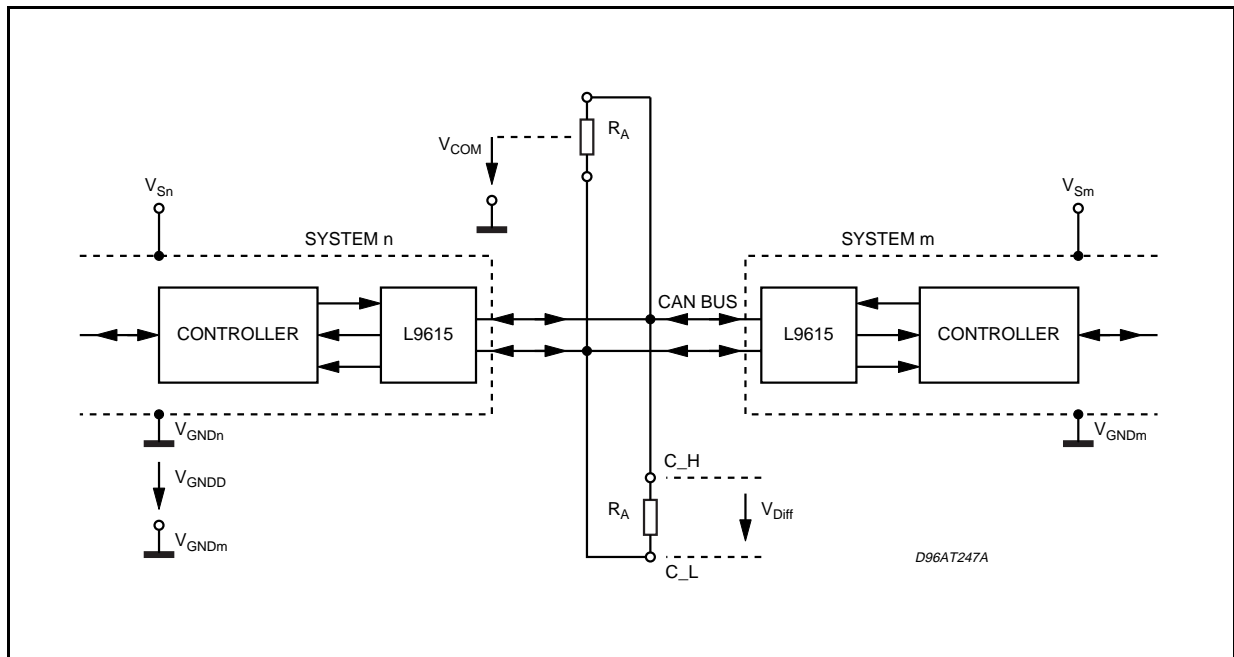 R_A
V_COM
V_Sn
V_Sm
SYSTEM n
SYSTEM m
CAN BUS
CONTROLLER
L9615
L9615
CONTROLLER
V_GNDn
V_GNDm
C_H
V_GNDD
R_A
V_Diff
V_GNDm
C_L
D96AT247A